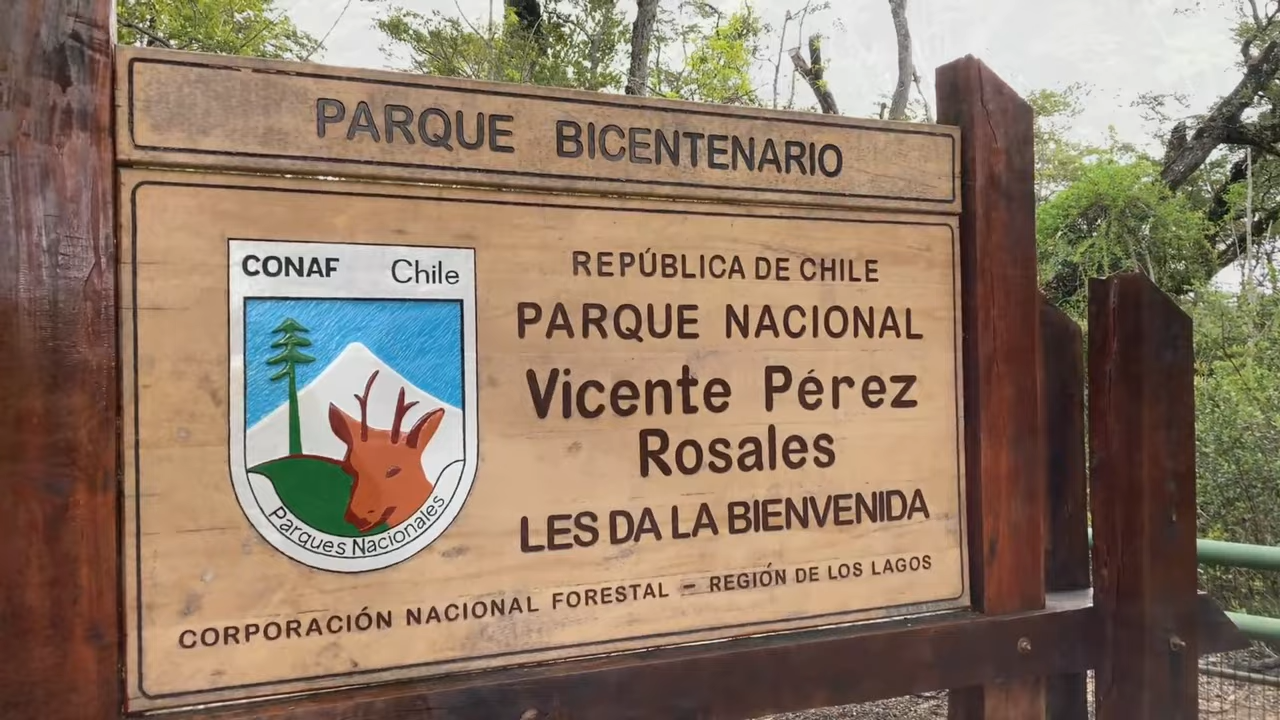 PARQUE BICENTENARIO
CONAF Chile
Parques Nacionales
REPÚBLICA DE CHILE
PARQUE NACIONAL
Vicente Pérez
Rosales
LES DA LA BIENVENIDA
CORPORACIÓN NACIONAL FORESTAL – REGIÓN DE LOS LAGOS